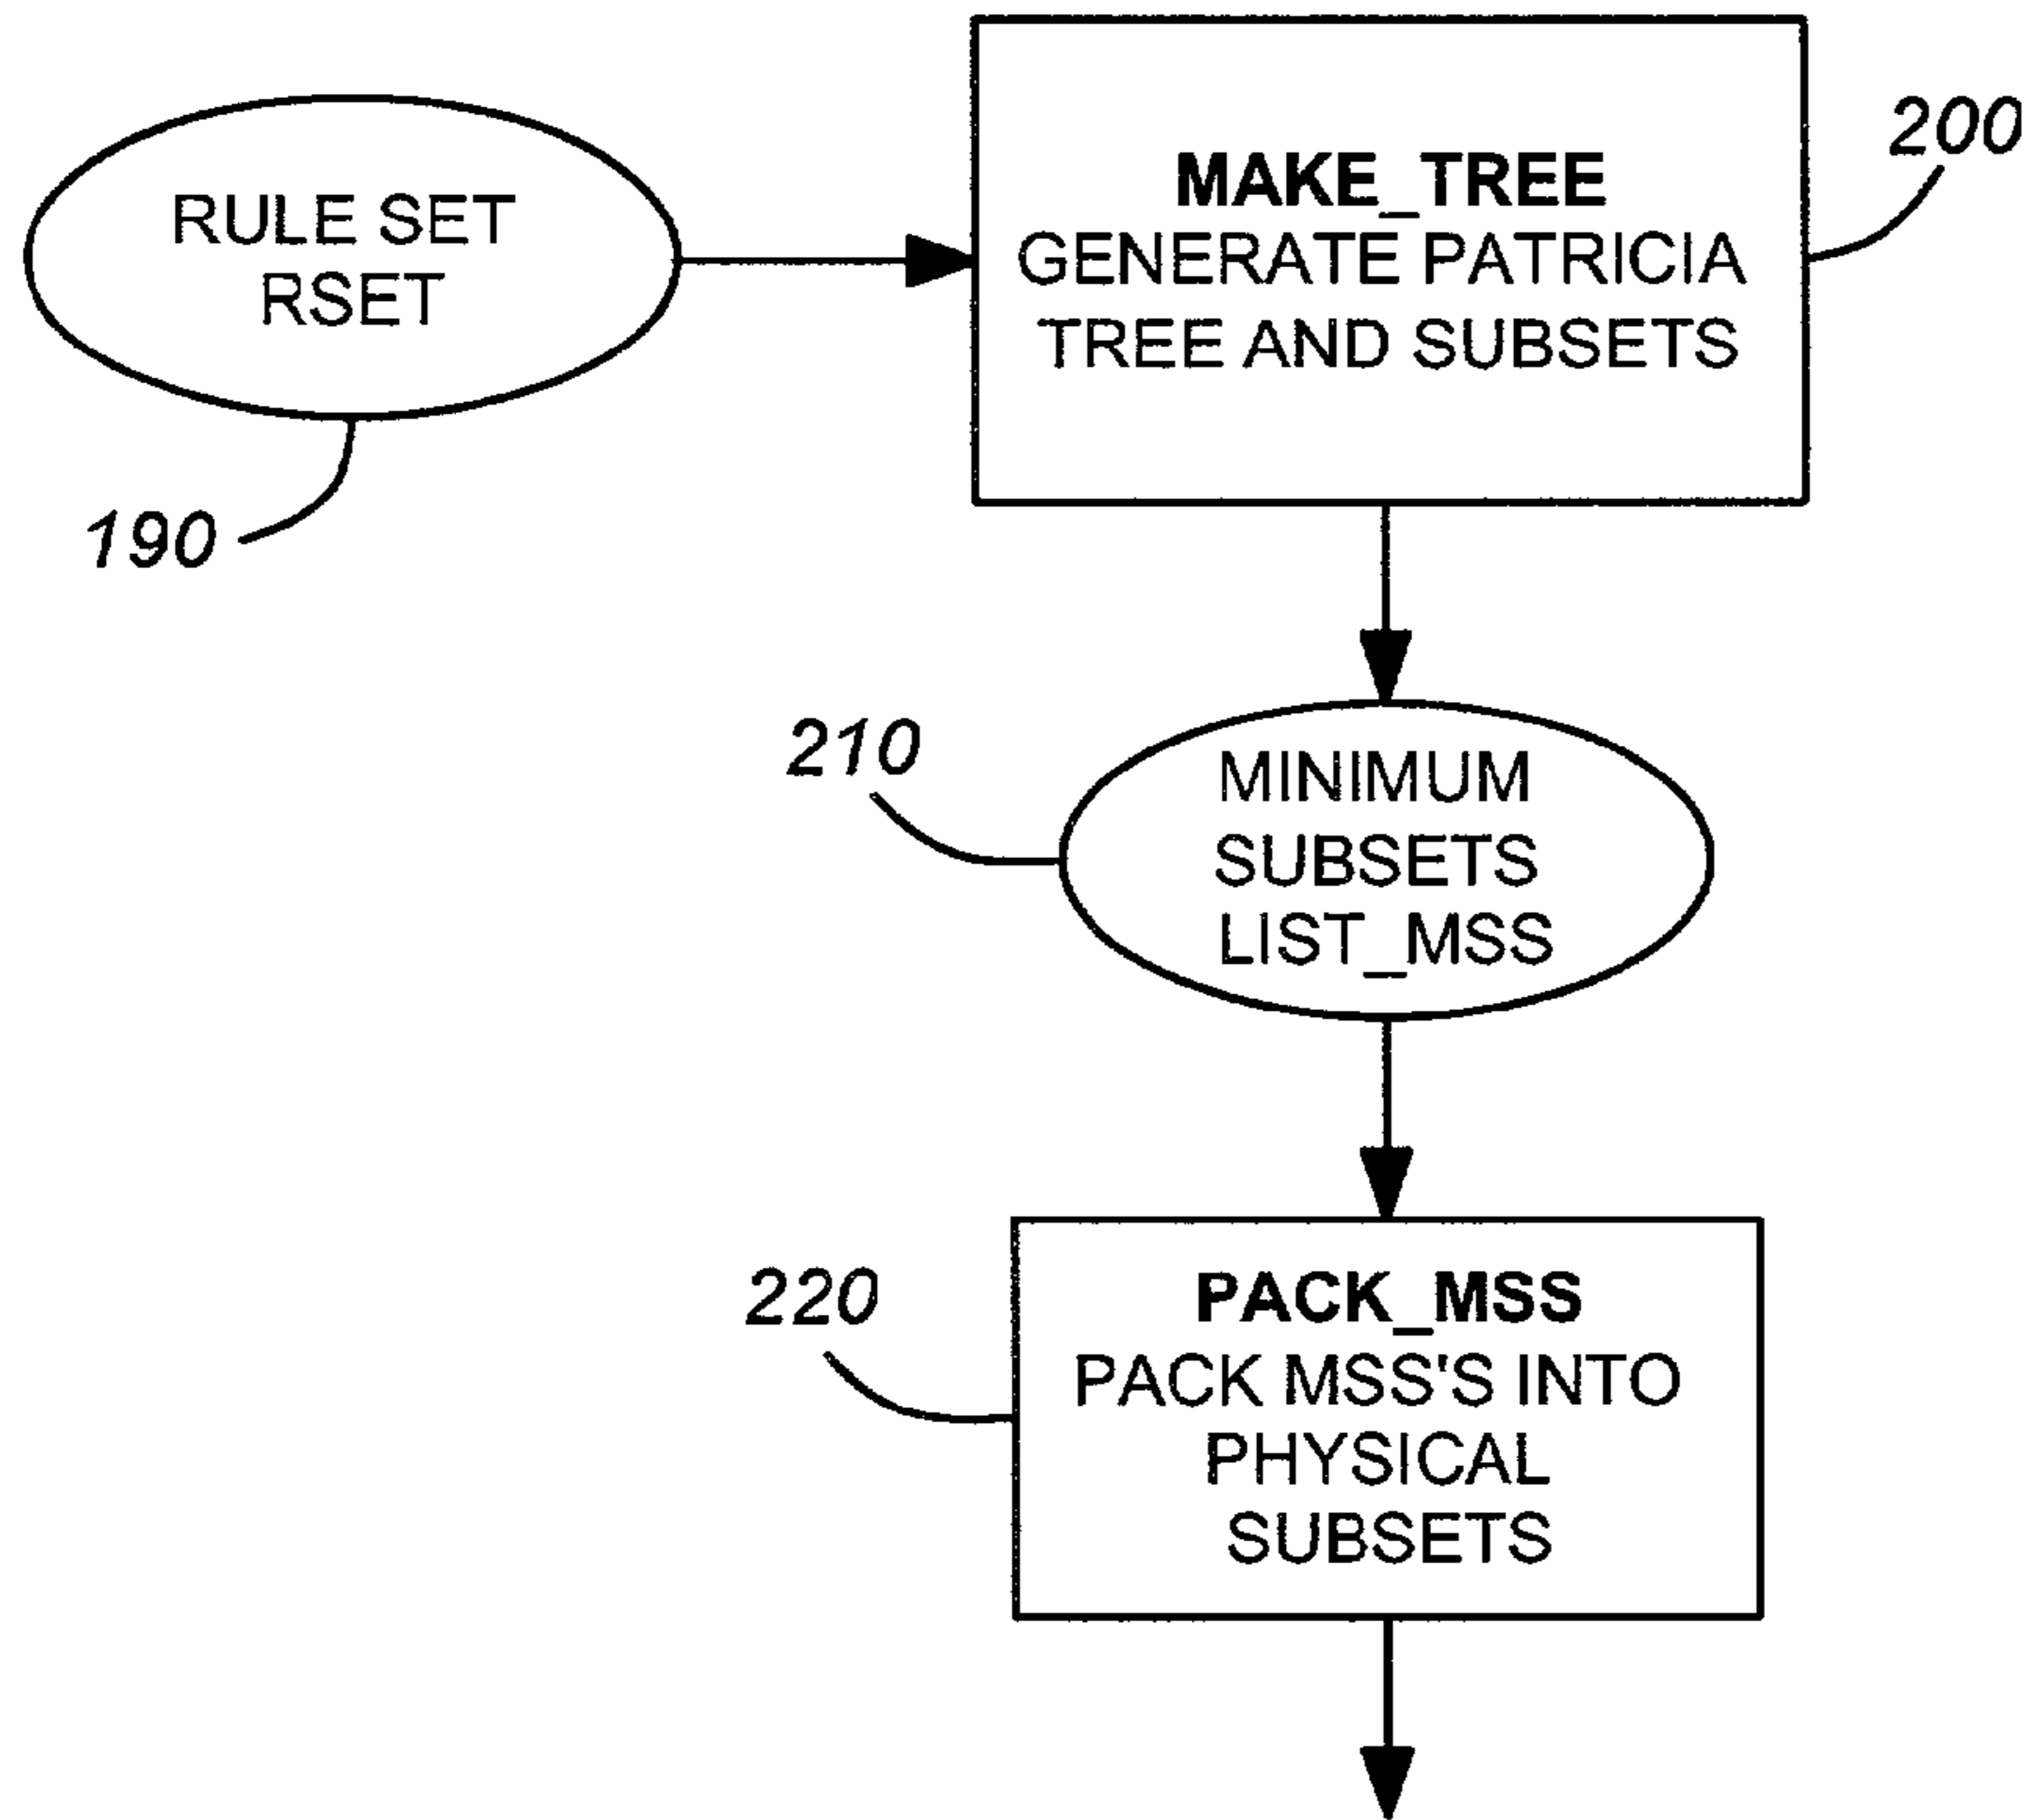 RULE SET
RSET
190
MAKE_TREE
GENERATE PATRICIA
TREE AND SUBSETS
200
210
MINIMUM
SUBSETS
LIST_MSS
220
PACK_MSS
PACK MSS'S INTO
PHYSICAL
SUBSETS